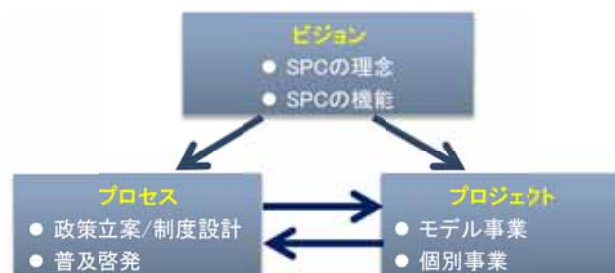 ビジョン
● SPCの理念
● SPCの機能
プロセス
● 政策立案/制度設計
● 普及啓発
プロジェクト
● モデル事業
● 個別事業